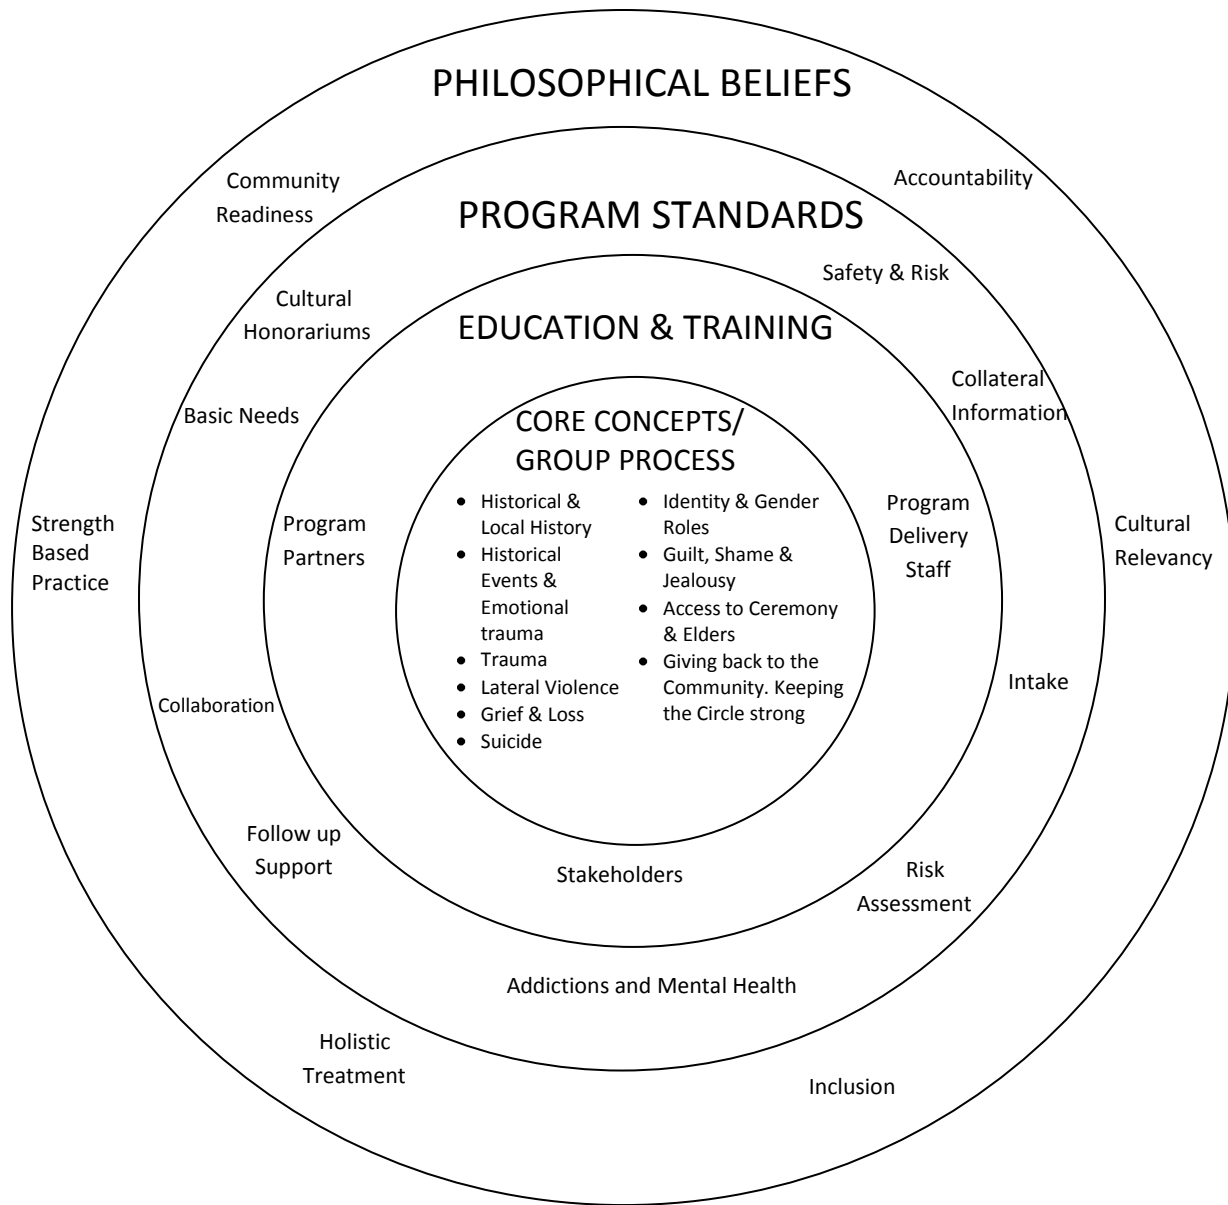 PHILOSOPHICAL BELIEFS
Community
Readiness
Accountability
Strength
Based
Practice
Cultural
Relevancy
Holistic
Treatment
Inclusion
PROGRAM STANDARDS
Safety & Risk
Cultural
Honorariums
Collateral
Information
Basic Needs
Intake
Collaboration
Follow up
Support
Risk
Assessment
Addictions and Mental Health
EDUCATION & TRAINING
Program
Partners
Program
Delivery
Staff
Stakeholders
CORE CONCEPTS/
GROUP PROCESS
• Historical &
Local History
• Historical
Events &
Emotional
trauma
• Trauma
• Lateral Violence
• Grief & Loss
• Suicide
• Identity & Gender
Roles
• Guilt, Shame &
Jealousy
• Access to Ceremony
& Elders
• Giving back to the
Community. Keeping
the Circle strong